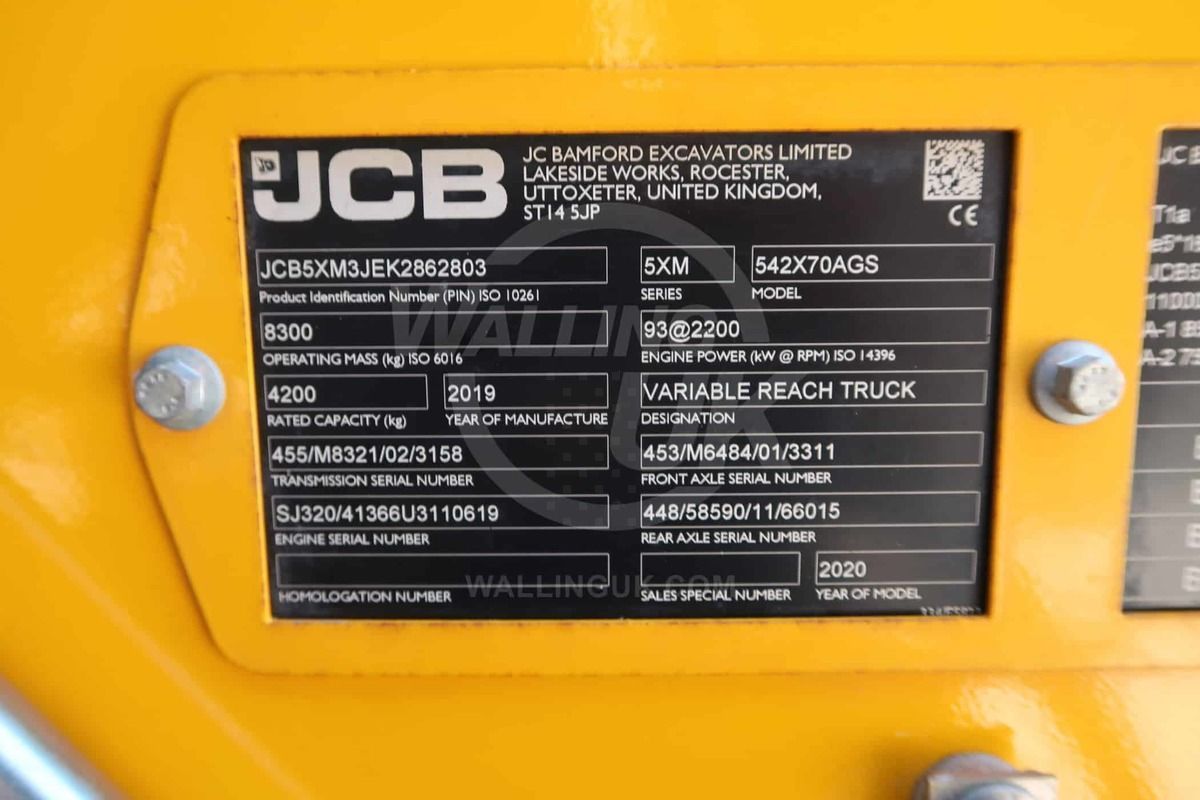 JCB
JC BAMFORD EXCAVATORS LIMITED
LAKESIDE WORKS, ROCESTER,
UTTOXETER, UNITED KINGDOM,
ST14 5JP
CE
JCB5XM3JEK2862803
5XM
542X70AGS
Product Identification Number (PIN) ISO 10261
SERIES
MODEL
8300
93@2200
OPERATING MASS (kg) ISO 6016
ENGINE POWER (kW @ RPM) ISO 14396
4200
2019
VARIABLE REACH TRUCK
RATED CAPACITY (kg)
YEAR OF MANUFACTURE
DESIGNATION
455/M8321/02/3158
453/M6484/01/3311
TRANSMISSION SERIAL NUMBER
FRONT AXLE SERIAL NUMBER
SJ320/41366U3110619
448/58590/11/66015
ENGINE SERIAL NUMBER
REAR AXLE SERIAL NUMBER
2020
HOMOLOGATION NUMBER
SALES SPECIAL NUMBER
YEAR OF MODEL
WALLING UK
WALLINGUK.COM
JC B
T1a